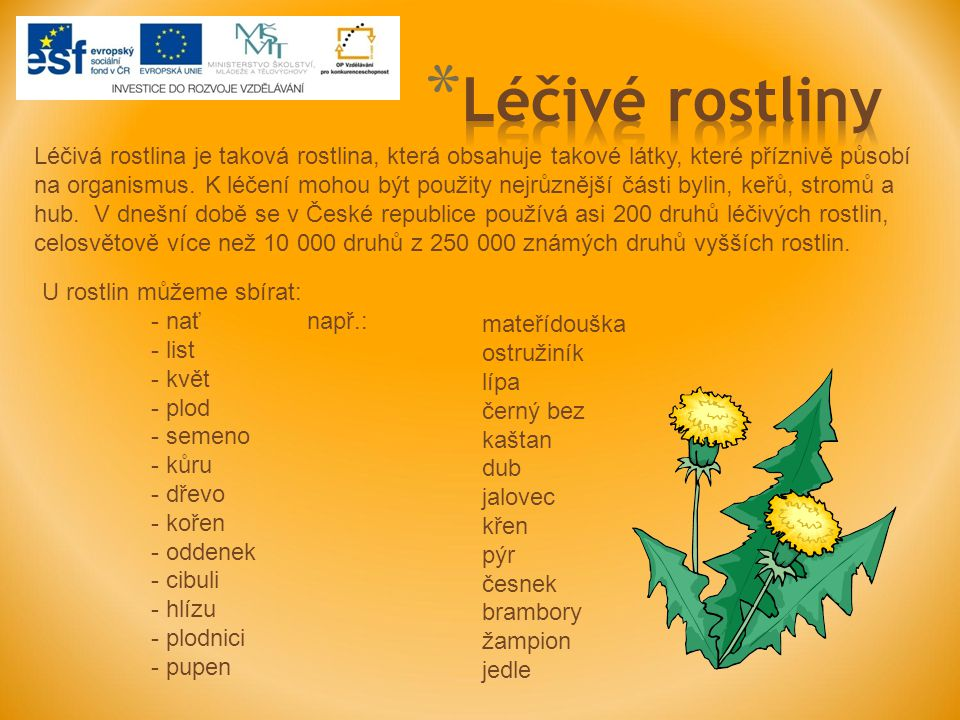 esf evropský sociální fond v ČR
EVROPSKÁ UNIE
MINISTERSTVO ŠKOLSTVÍ,
MLÁDEŽE A TĚLOVÝCHOVY
OP Vzdělávání
pro konkurenceschopnost
INVESTICE DO ROZVOJE VZDĚLÁVÁNÍ
* Léčivé rostliny
Léčivá rostlina je taková rostlina, která obsahuje takové látky, které příznivě působí
na organismus. K léčení mohou být použity nejrůznější části bylin, keřů, stromů a
hub. V dnešní době se v České republice používá asi 200 druhů léčivých rostlin,
celosvětově více než 10 000 druhů z 250 000 známých druhů vyšších rostlin.
U rostlin můžeme sbírat:
- nať např.: mateřídouška
- list ostružiník
- květ lípa
- plod černý bez
- semeno kaštan
- kůru dub
- dřevo jalovec
- kořen křen
- oddenek pýr
- cibuli česnek
- hlízu brambory
- plodnici žampion
- pupen jedle